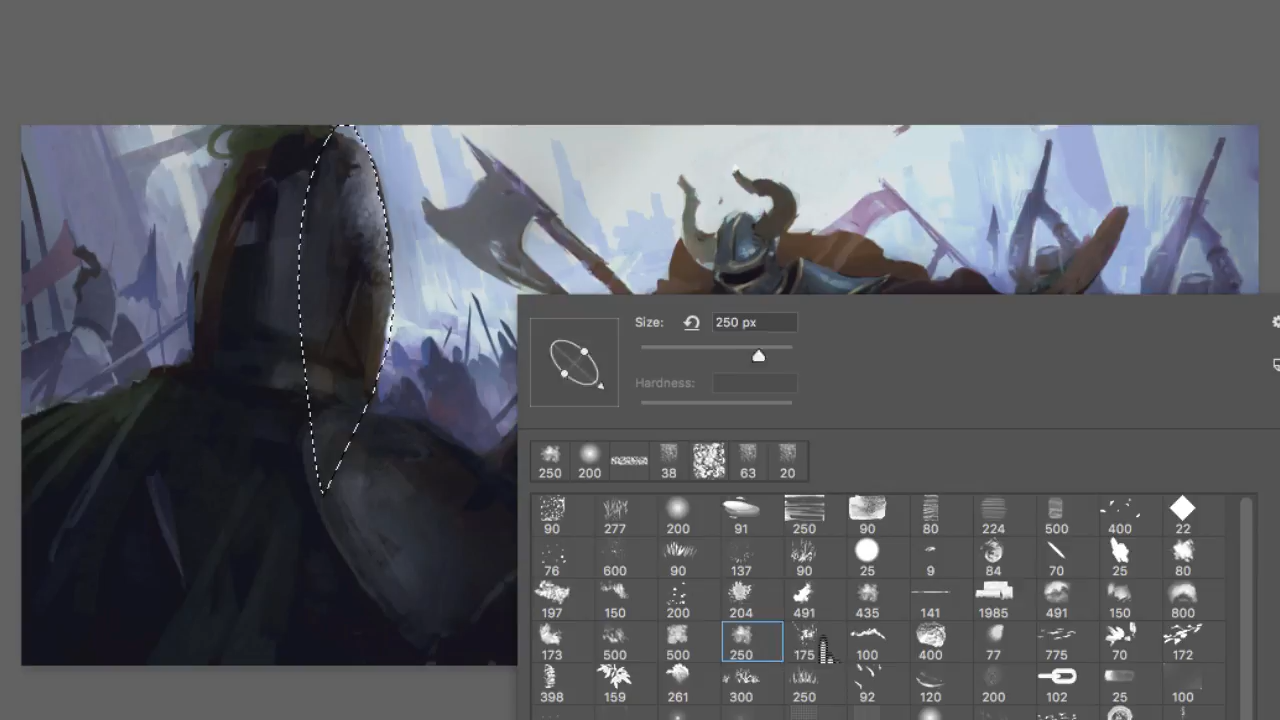 Size: 250 px
Hardness:
250 200 38 63 20
90 277 200 91 250 90 80 224 500 400 22
76 600 90 137 90 25 9 84 70 25 80
197 150 200 204 491 435 141 1985 491 150 800
173 500 500 250 175 100 400 77 775 70 172
398 159 261 300 250 92 120 200 102 25 100